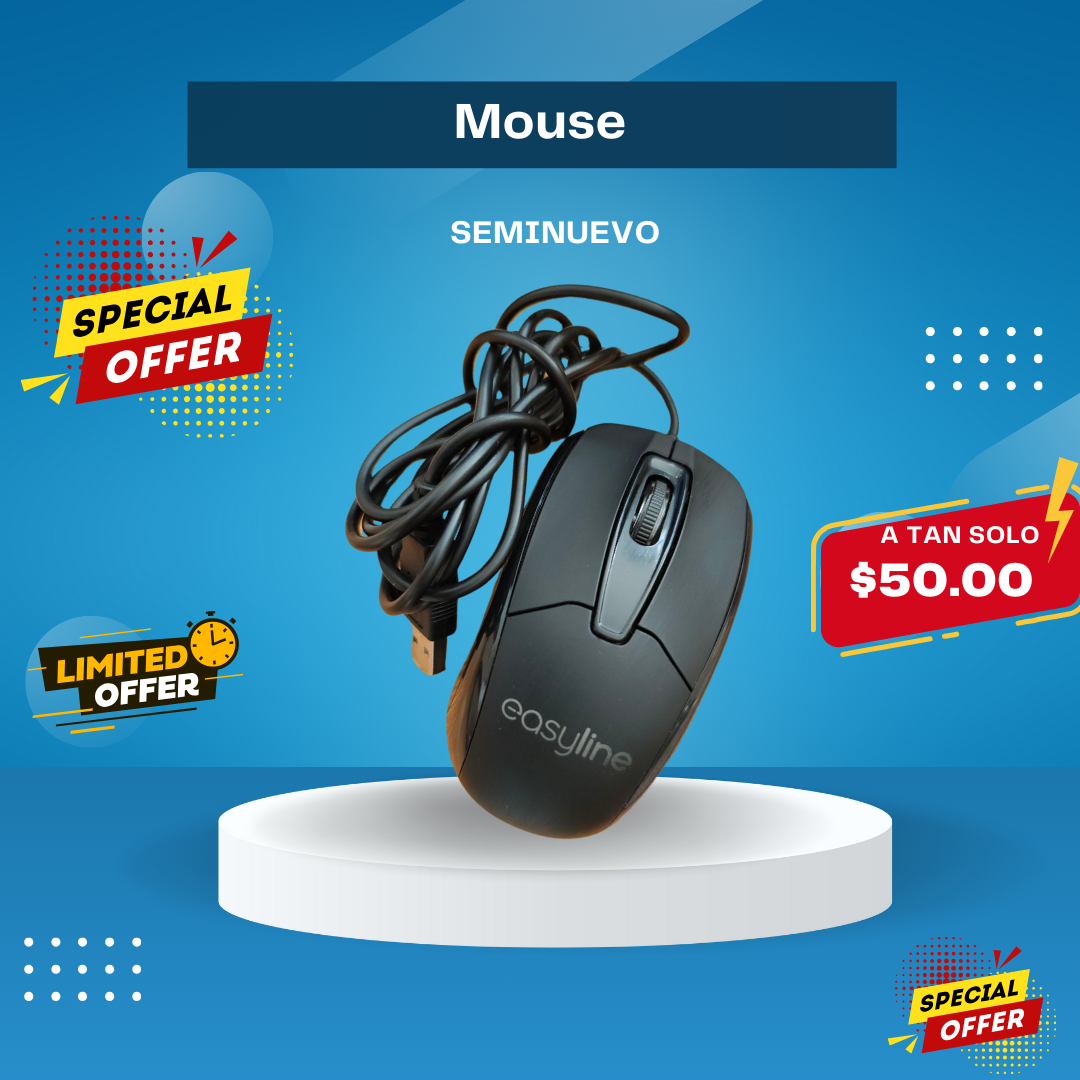 Mouse
SEMINUEVO
SPECIAL
OFFER
A TAN SOLO
$50.00
LIMITED
OFFER
easyline
SPECIAL
OFFER